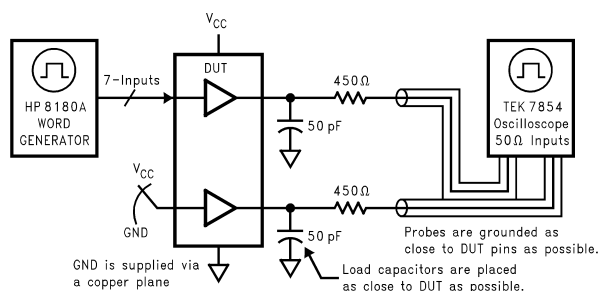 V_CC
HP 8180A
WORD
GENERATOR
7-Inputs
DUT
450Ω
50 pF
TEK 7854
Oscilloscope
50Ω Inputs
V_CC
GND
450Ω
50 pF
Probes are grounded as
close to DUT pins as possible.
GND is supplied via
a copper plane
Load capacitors are placed
as close to DUT as possible.